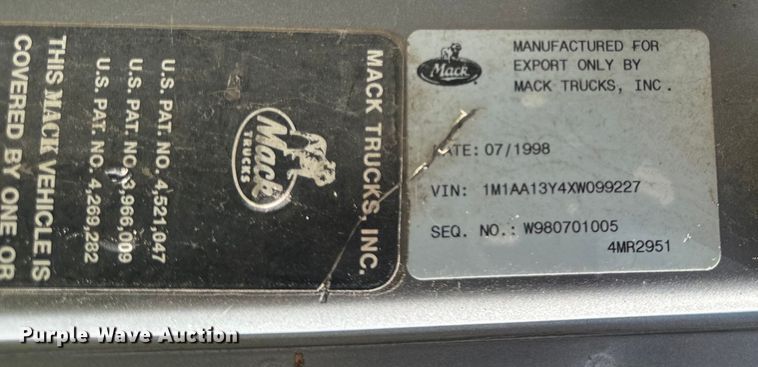 THIS MACK VEHICLE IS
COVERED BY ONE OR
U.S. PAT. NO. 4,521,047
U.S. PAT. NO. 3,966,009
U.S. PAT. NO. 4,269,282
Mack
TRUCKS
MACK TRUCKS, INC.
Mack
MANUFACTURED FOR
EXPORT ONLY BY
MACK TRUCKS, INC.
DATE: 07/1998
VIN: 1M1AA13Y4XW099227
SEQ. NO.: W980701005
4MR2951
Purple Wave Auction